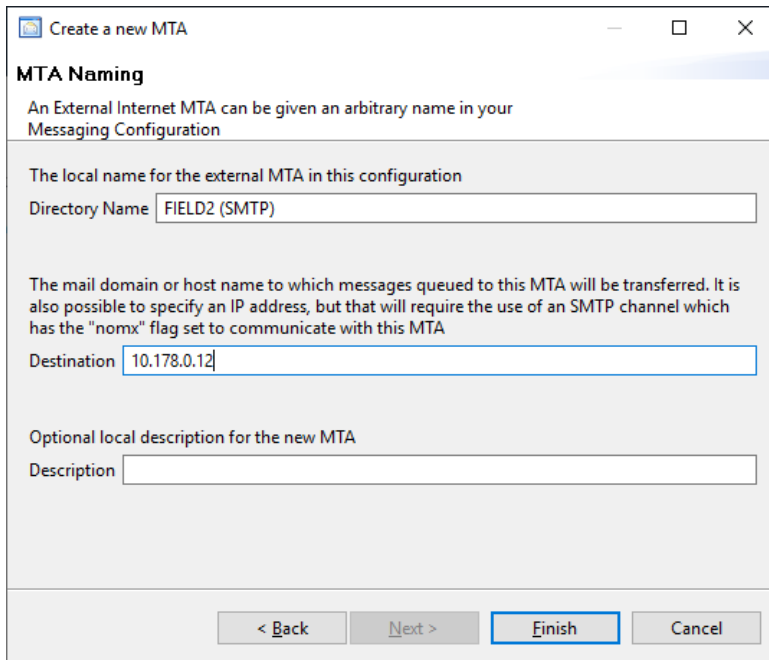 Create a new MTA
MTA Naming
An External Internet MTA can be given an arbitrary name in your
Messaging Configuration
The local name for the external MTA in this configuration
Directory Name FIELD2 (SMTP)
The mail domain or host name to which messages queued to this MTA will be transferred. It is
also possible to specify an IP address, but that will require the use of an SMTP channel which
has the "nomx" flag set to communicate with this MTA
Destination 10.178.0.12
Optional local description for the new MTA
Description
< Back Next > Finish Cancel